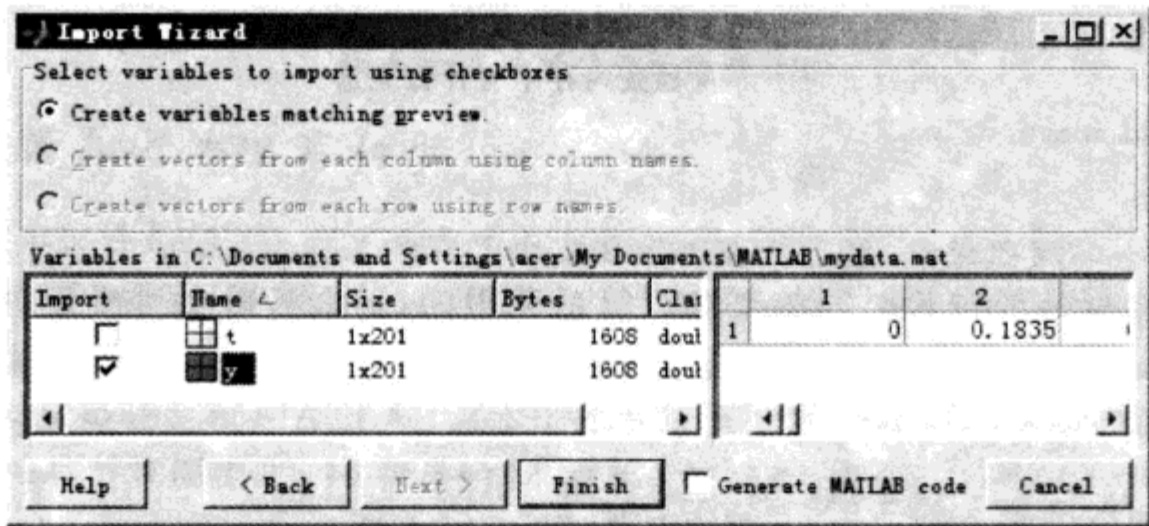 Import Wizard
Select variables to import using checkboxes
Create variables matching preview.
Create vectors from each column using column names.
Create vectors from each row using row names.
Variables in C:\Documents and Settings\acer\My Documents\MATLAB\mydata.mat
Import Name Size Bytes Clas
t 1x201 1608 doub
y 1x201 1608 doub
1 2
1 0 0.1835
Help < Back Next > Finish Generate MATLAB code Cancel